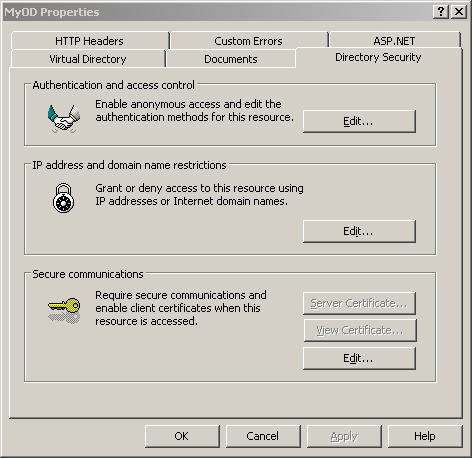 MyOD Properties
HTTP Headers
Custom Errors
ASP.NET
Virtual Directory
Documents
Directory Security
Authentication and access control
Enable anonymous access and edit the
authentication methods for this resource.
Edit...
IP address and domain name restrictions
Grant or deny access to this resource using
IP addresses or Internet domain names.
Edit...
Secure communications
Require secure communications and
enable client certificates when this
resource is accessed.
Server Certificate...
View Certificate...
Edit...
OK
Cancel
Apply
Help